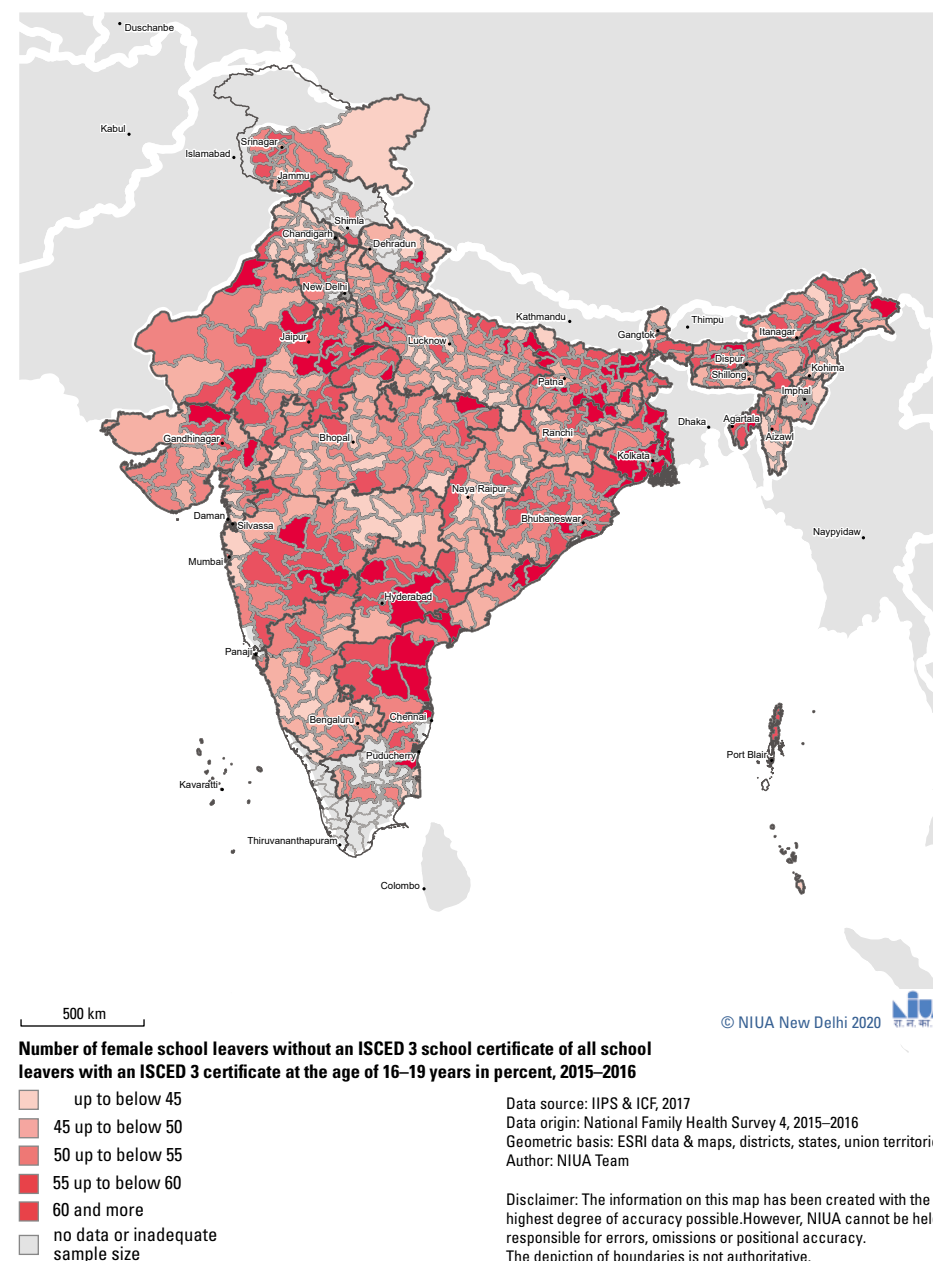 Duschanbe
Kabul
Islamabad
Srinagar
Jammu
Shimla
Chandigarh
Dehradun
New Delhi
Kathmandu
Thimpu
Gangtok
Itanagar
Jaipur
Lucknow
Dispur
Shillong
Kohima
Patna
Imphal
Dhaka
Agartala
Aizawl
Gandhinagar
Bhopal
Ranchi
Kolkata
Naya Raipur
Daman
Silvassa
Bhubaneswar
Naypyidaw
Mumbai
Hyderabad
Panaji
Bengaluru
Chennai
Puducherry
Port Blair
Kavaratti
Thiruvananthapuram
Colombo
500 km
© NIUA New Delhi 2020
Number of female school leavers without an ISCED 3 school certificate of all school
leavers with an ISCED 3 certificate at the age of 16–19 years in percent, 2015–2016
up to below 45
45 up to below 50
50 up to below 55
55 up to below 60
60 and more
no data or inadequate
sample size
Data source: IIPS & ICF, 2017
Data origin: National Family Health Survey 4, 2015–2016
Geometric basis: ESRI data & maps, districts, states, union territori
Author: NIUA Team
Disclaimer: The information on this map has been created with the
highest degree of accuracy possible.However, NIUA cannot be hel
responsible for errors, omissions or positional accuracy.
The depiction of boundaries is not authoritative.